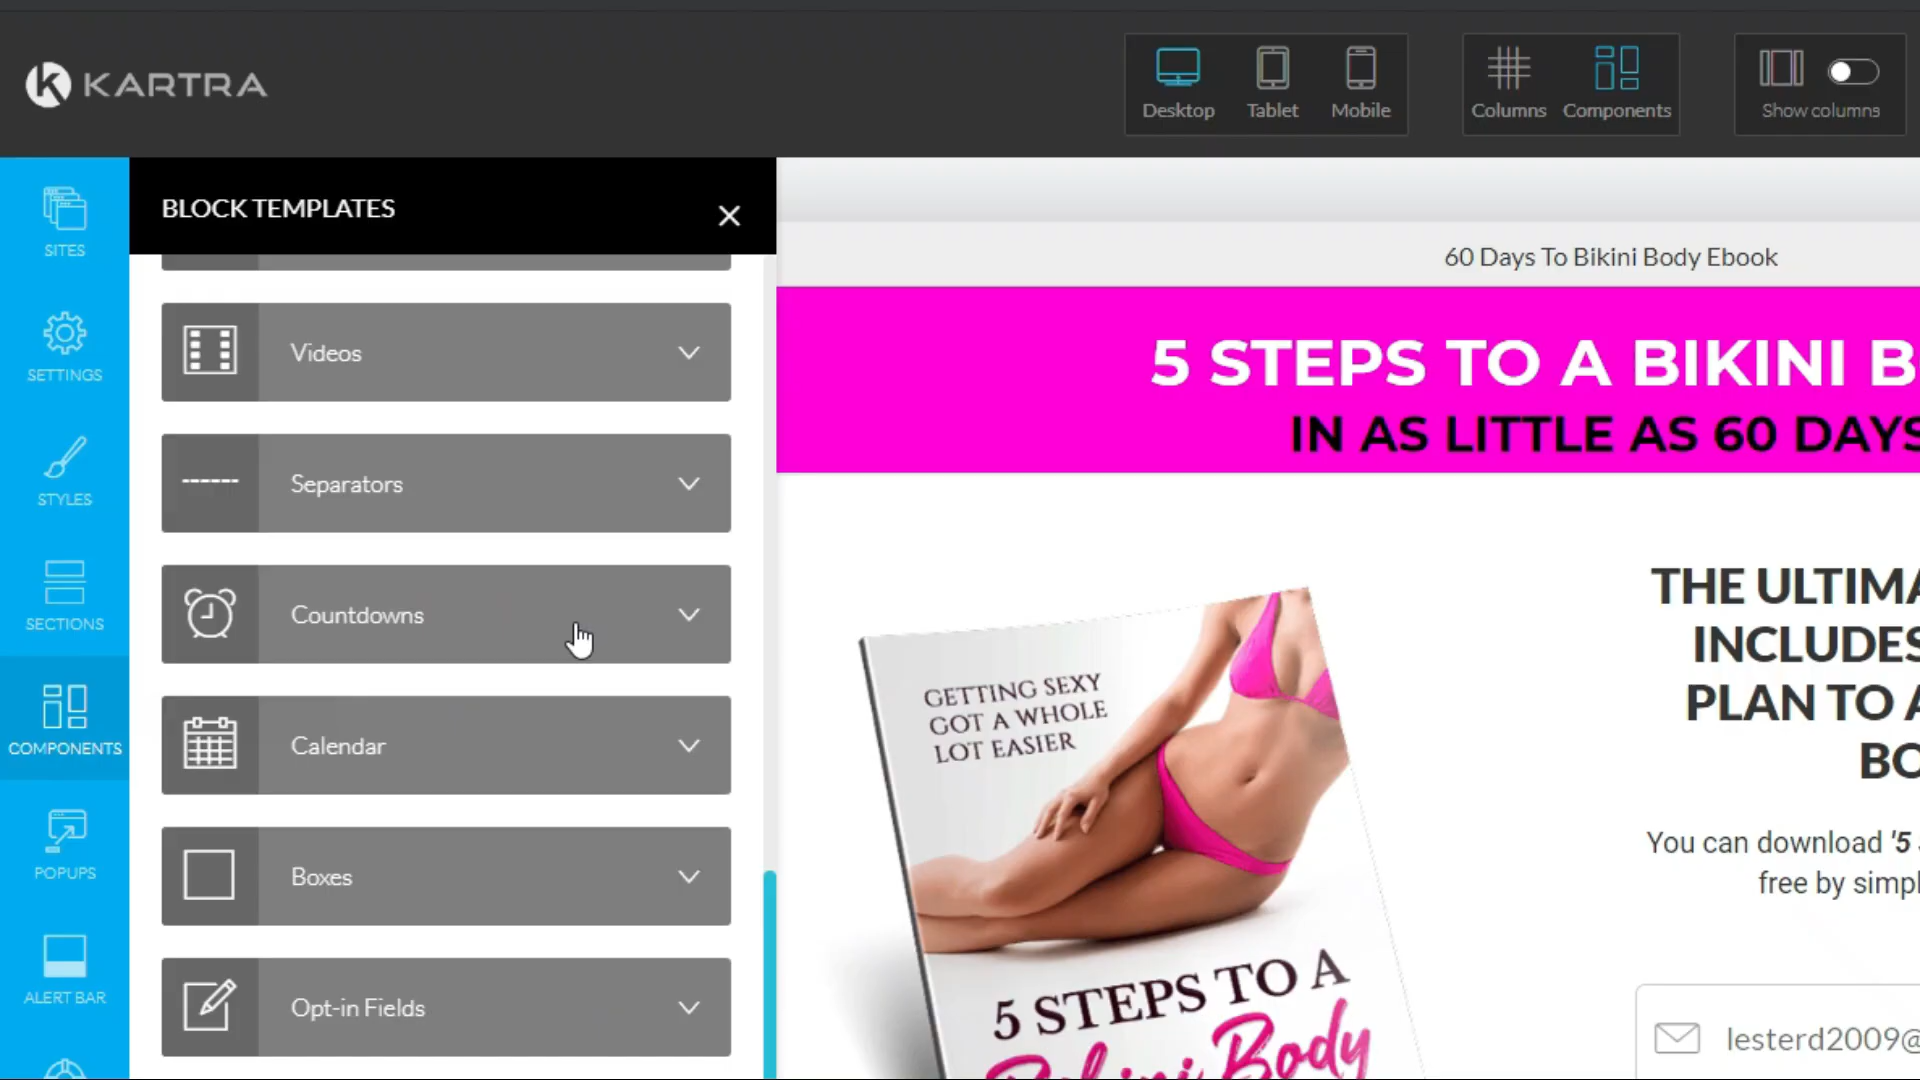 KARTRA
Desktop
Tablet
Mobile
Columns
Components
Show columns
SITES
SETTINGS
STYLES
SECTIONS
COMPONENTS
POPUPS
ALERT BAR
BLOCK TEMPLATES
Videos
Separators
Countdowns
Calendar
Boxes
Opt-in Fields
60 Days To Bikini Body Ebook
5 STEPS TO A BIKINI B
IN AS LITTLE AS 60 DAYS
GETTING SEXY
GOT A WHOLE
LOT EASIER
5 STEPS TO A
Bikini Body
THE ULTIMA
INCLUDES
PLAN TO A
BO
You can download '5
free by simpl
lesterd2009@